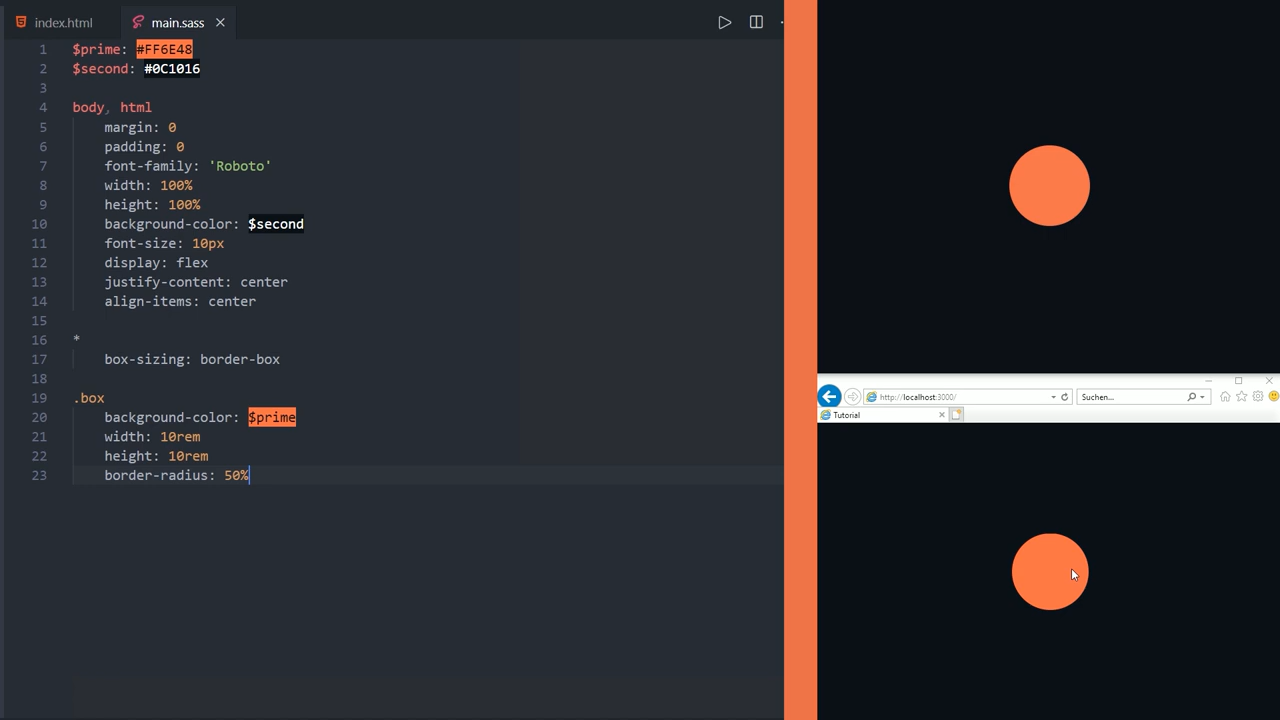 index.html
main.sass
1 $prime: #FF6E48
2 $second: #0C1016
3
4 body, html
5 margin: 0
6 padding: 0
7 font-family: 'Roboto'
8 width: 100%
9 height: 100%
10 background-color: $second
11 font-size: 10px
12 display: flex
13 justify-content: center
14 align-items: center
15
16 *
17 box-sizing: border-box
18
19 .box
20 background-color: $prime
21 width: 10rem
22 height: 10rem
23 border-radius: 50%
http://localhost:3000/
Suchen...
Tutorial